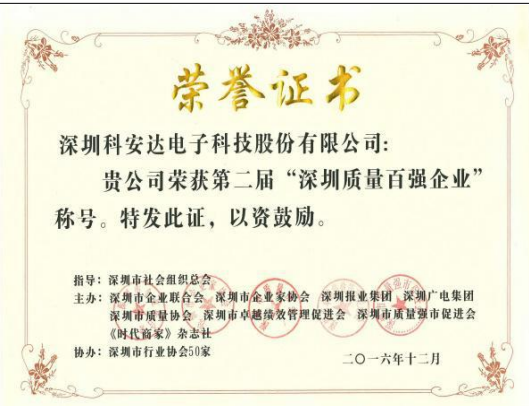 荣誉证书
深圳科安达电子科技股份有限公司:
贵公司荣获第二届“深圳质量百强企业”
称号。特发此证，以资鼓励。
指导: 深圳市社会组织总会
主办: 深圳市企业联合会 深圳市企业家协会 深圳报业集团 深圳广电集团
深圳市质量协会 深圳市卓越绩效管理促进会 深圳市质量强市促进会
《时代商家》杂志社
协办: 深圳市行业协会50家
二〇一六年十二月